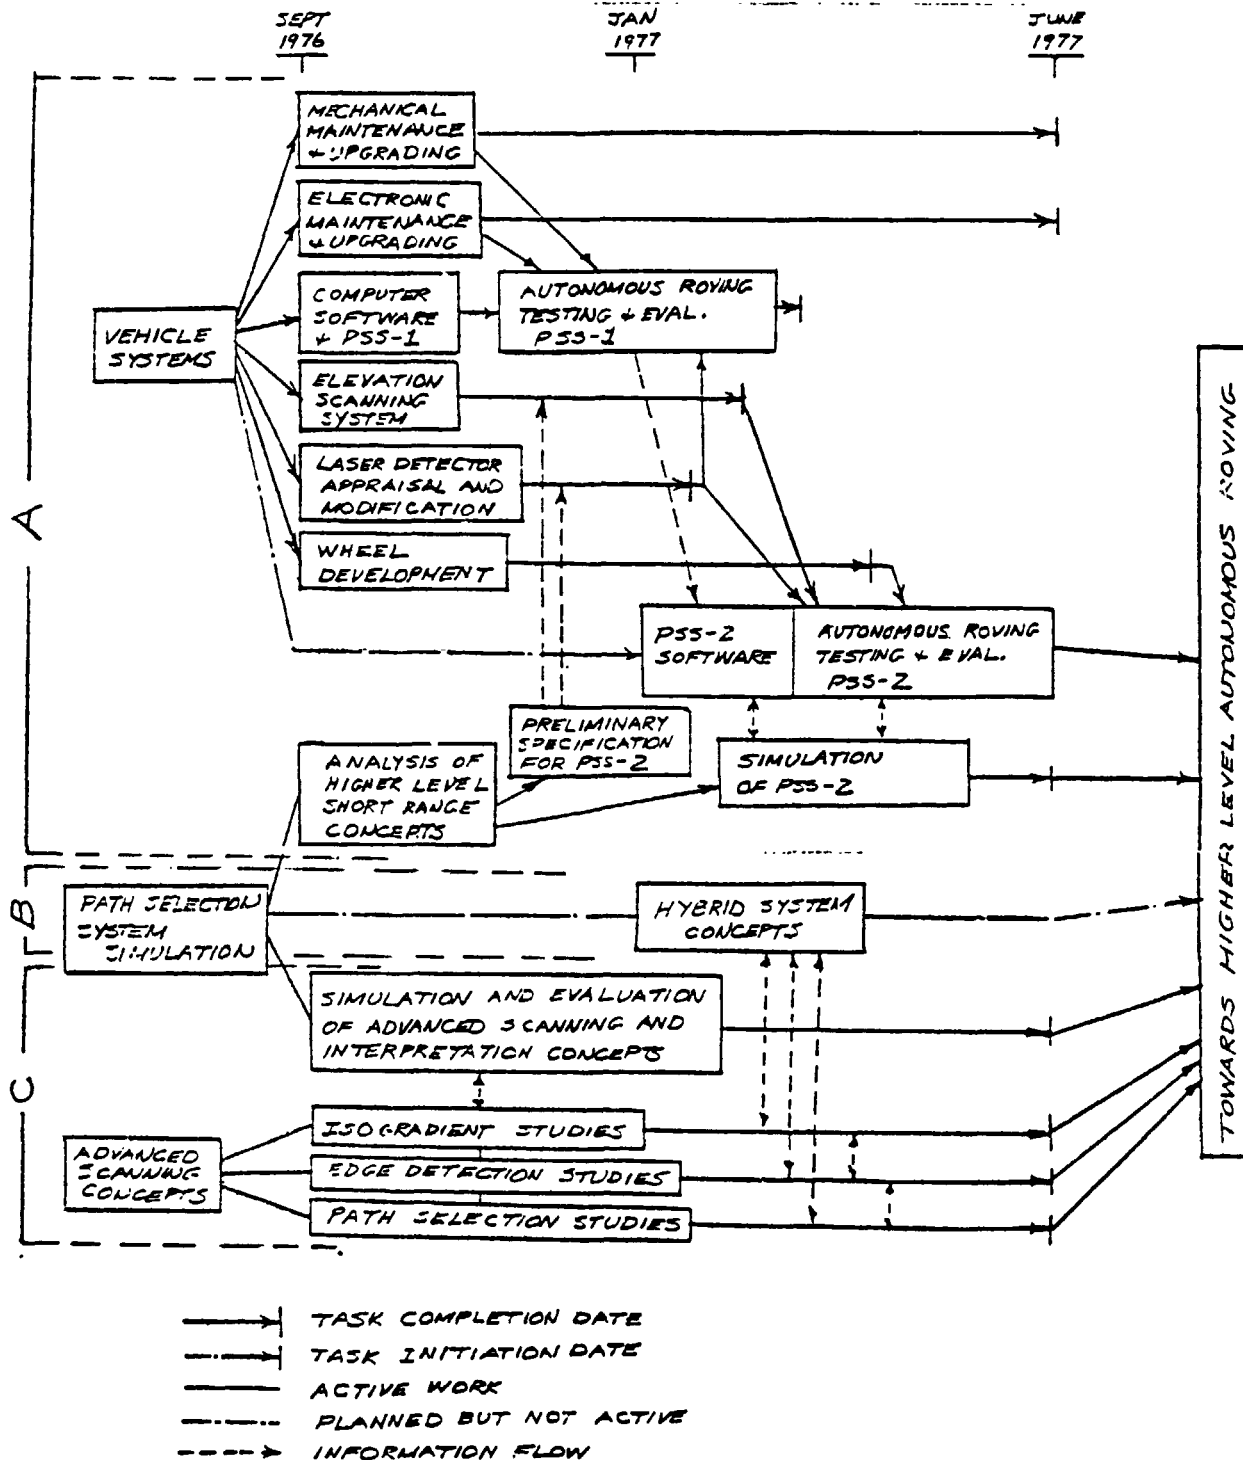 SEPT
1976
JAN
1977
JUNE
1977
A
MECHANICAL
MAINTENANCE
+ UPGRADING
ELECTRONIC
MAINTENANCE
+ UPGRADING
VEHICLE
SYSTEMS
COMPUTER
SOFTWARE
+ PSS-1
AUTONOMOUS ROVING
TESTING + EVAL.
PSS-1
ELEVATION
SCANNING
SYSTEM
LASER DETECTOR
APPRAISAL AND
MODIFICATION
WHEEL
DEVELOPMENT
PSS-2
SOFTWARE
AUTONOMOUS ROVING
TESTING + EVAL.
PSS-2
PRELIMINARY
SPECIFICATION
FOR PSS-2
ANALYSIS OF
HIGHER LEVEL
SHORT RANGE
CONCEPTS
SIMULATION
OF PSS-2
B
PATH SELECTION
SYSTEM
SIMULATION
HYBRID SYSTEM
CONCEPTS
C
SIMULATION AND EVALUATION
OF ADVANCED SCANNING AND
INTERPRETATION CONCEPTS
ADVANCED
SCANNING
CONCEPTS
ISOGRADIENT STUDIES
EDGE DETECTION STUDIES
PATH SELECTION STUDIES
TOWARDS HIGHER LEVEL AUTONOMOUS ROVING
TASK COMPLETION DATE
TASK INITIATION DATE
ACTIVE WORK
PLANNED BUT NOT ACTIVE
INFORMATION FLOW